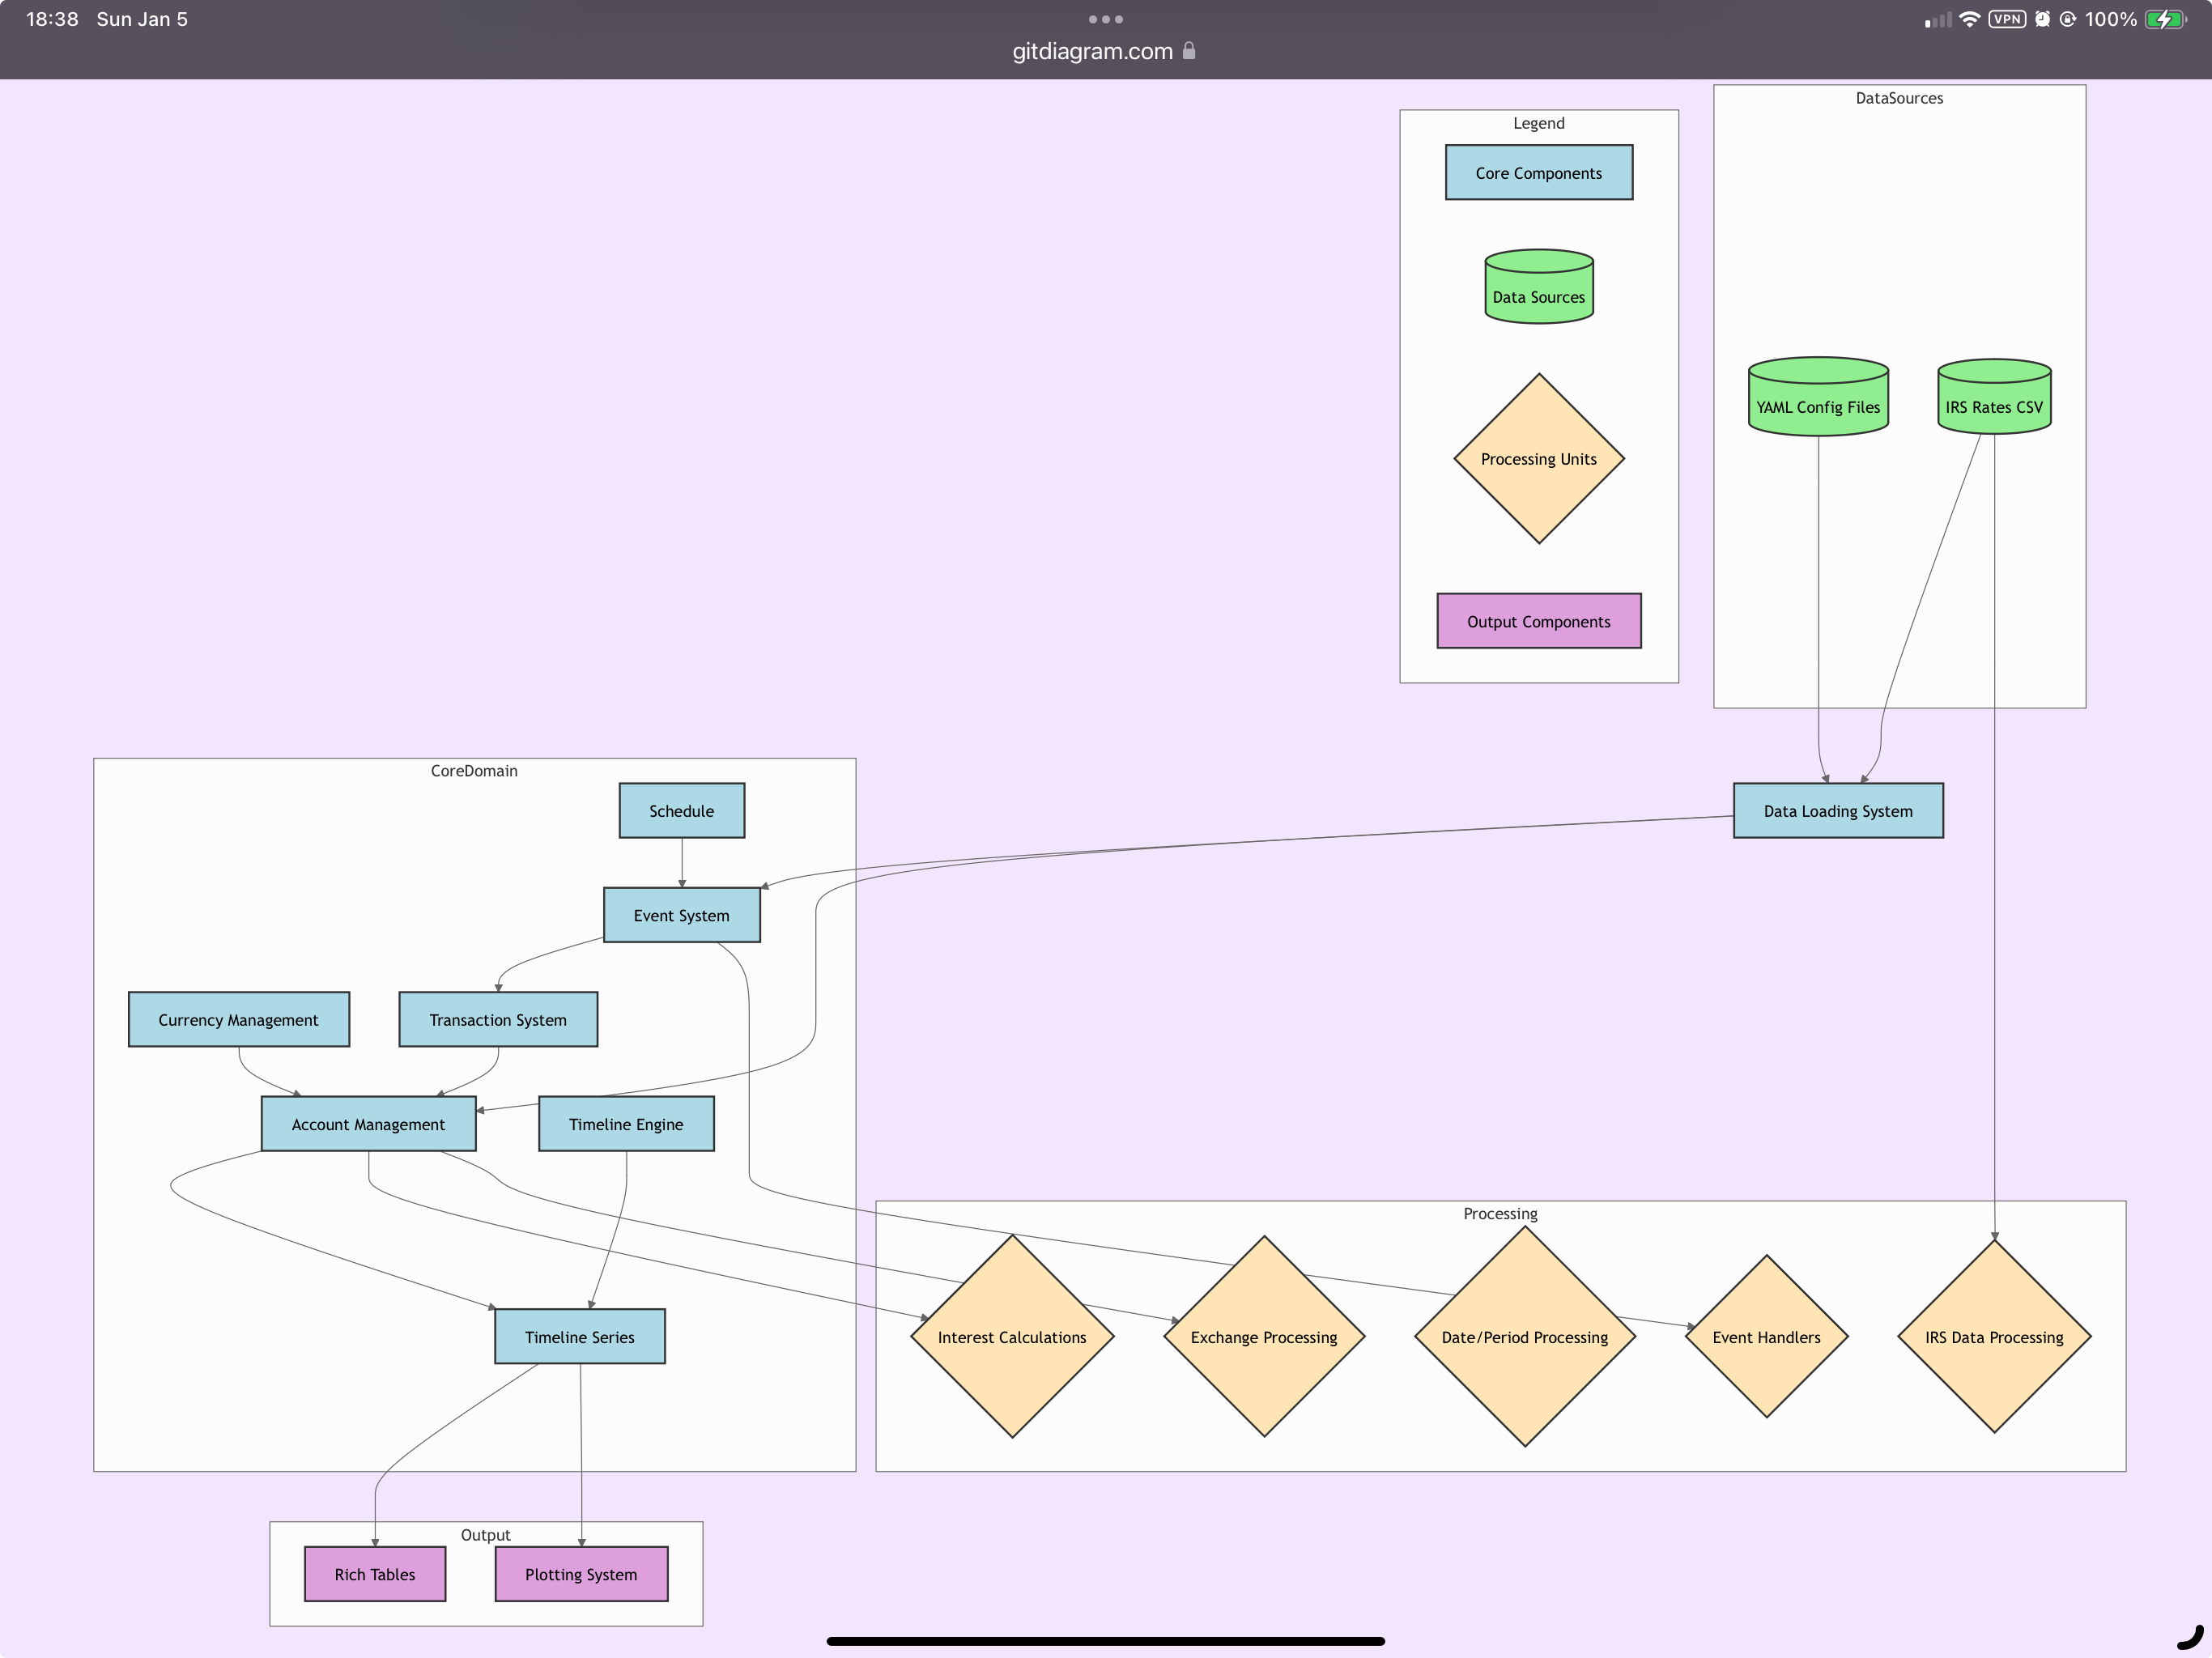 18:38 Sun Jan 5
VPN 100%
gitdiagram.com
DataSources
Legend
Core Components
Data Sources
YAML Config Files
IRS Rates CSV
Processing Units
Output Components
CoreDomain
Schedule
Data Loading System
Event System
Currency Management
Transaction System
Account Management
Timeline Engine
Processing
Timeline Series
Interest Calculations
Exchange Processing
Date/Period Processing
Event Handlers
IRS Data Processing
Output
Rich Tables
Plotting System